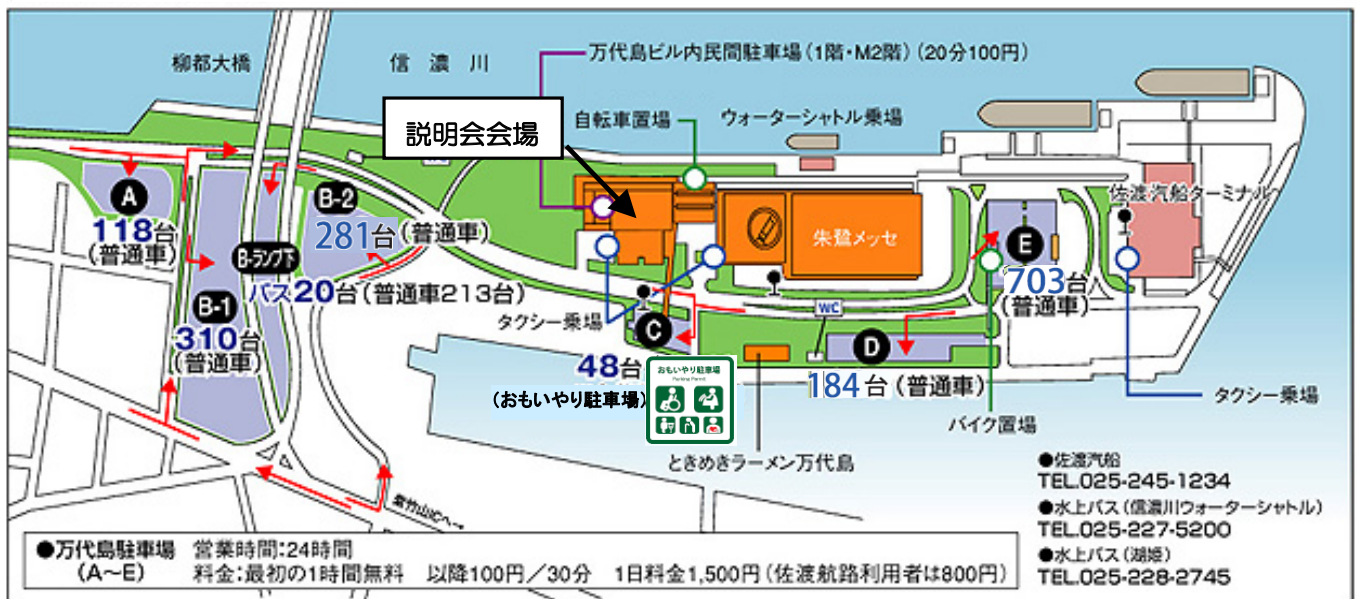 万代島ビル内民間駐車場（1階・M2階）（20分100円）
柳都大橋
信濃川
説明会会場
自転車置場
ウォーターシャトル乗場
佐渡汽船ターミナル
A
118台
（普通車）
B-2
281台（普通車）
B-ランプ下
バス20台（普通車213台）
B-1
310台
（普通車）
朱鷺メッセ
E
703台
（普通車）
タクシー乗場
WC
C
48台
（おもいやり駐車場）
おもいやり駐車場
Parking Permit
D
184台（普通車）
タクシー乗場
バイク置場
ときめきラーメン万代島
紫竹山ICへ→
●佐渡汽船
TEL.025-245-1234
●水上バス（信濃川ウォーターシャトル）
TEL.025-227-5200
●水上バス（湖姫）
TEL.025-228-2745
●万代島駐車場 営業時間：24時間
（A～E） 料金：最初の1時間無料 以降100円／30分 1日料金1,500円（佐渡航路利用者は800円）